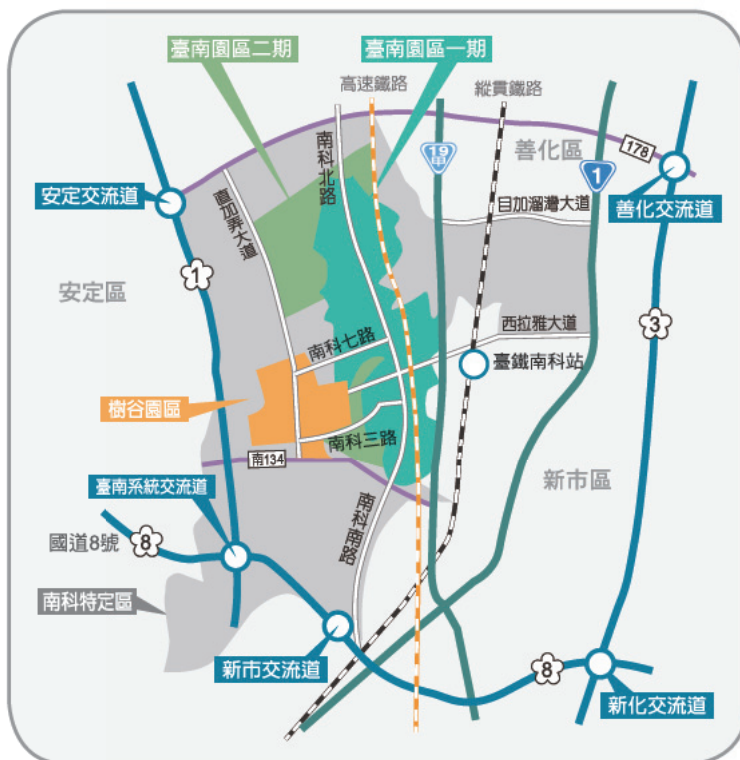 臺南園區二期
臺南園區一期
高速鐵路
縱貫鐵路
南科北路
19甲
善化區
178
1
安定交流道
直加弄大道
目加溜灣大道
善化交流道
1
安定區
3
西拉雅大道
南科七路
臺鐵南科站
樹谷園區
南科三路
南134
新市區
臺南系統交流道
南科南路
國道8號
8
南科特定區
新市交流道
8
新化交流道